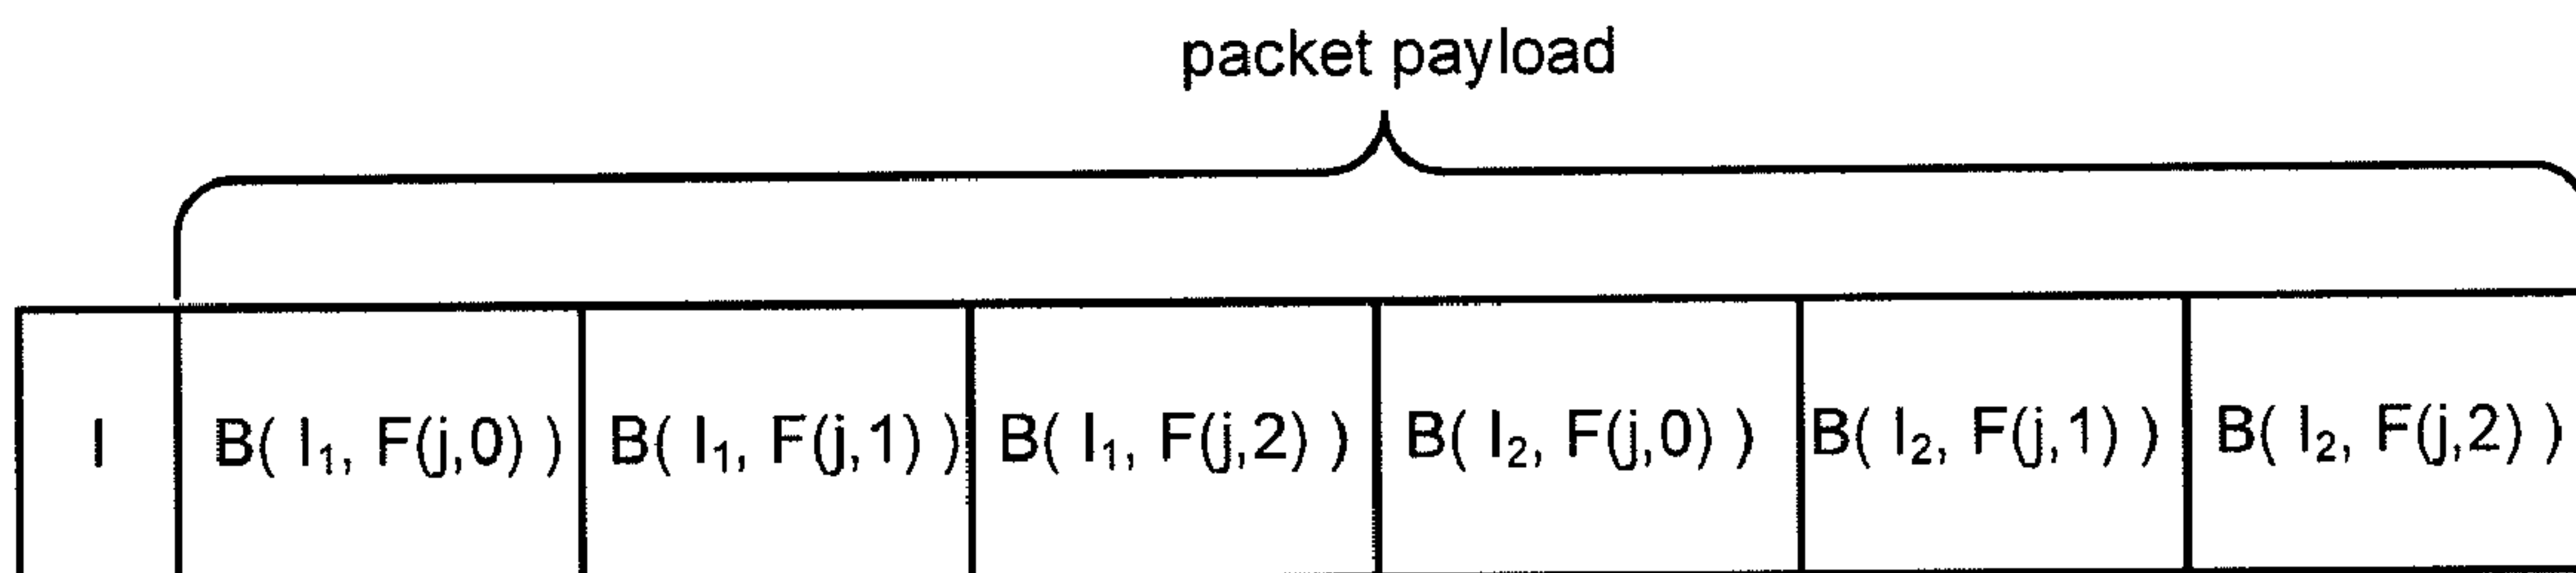 packet payload
I B( I₁, F(j,0) ) B( I₁, F(j,1) ) B( I₁, F(j,2) ) B( I₂, F(j,0) ) B( I₂, F(j,1) ) B( I₂, F(j,2) )